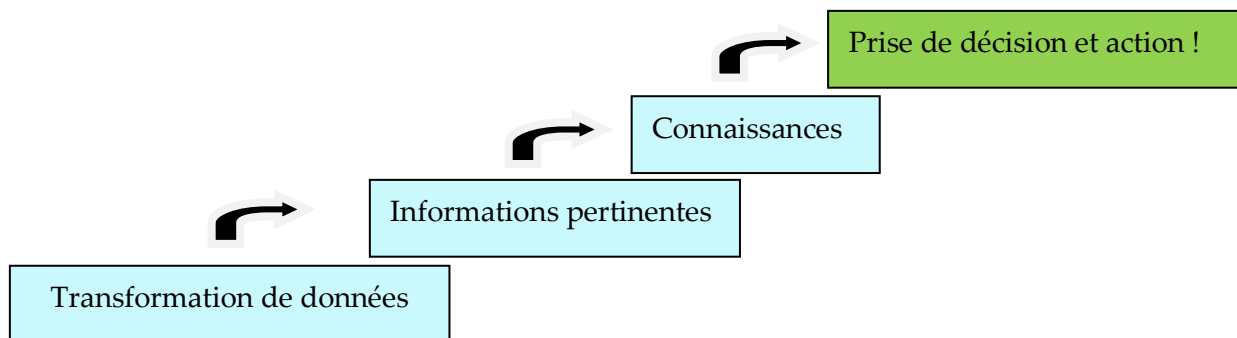 Prise de décision et action !
Connaissances
Informations pertinentes
Transformation de données